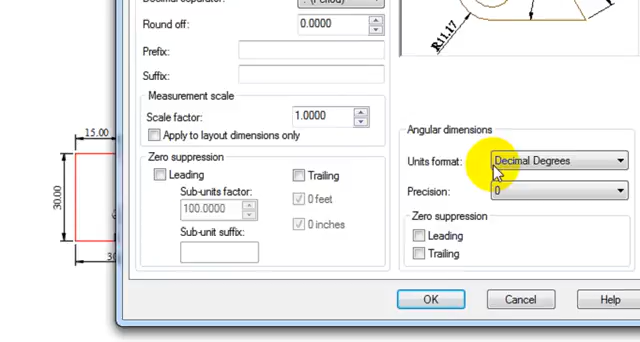 Decimal separator:
'.' (Period)
Round off:
0.0000
Prefix:
Suffix:
Measurement scale
Scale factor:
1.0000
Apply to layout dimensions only
Zero suppression
Leading
Trailing
Sub-units factor:
100.0000
0 feet
0 inches
Sub-unit suffix:
R11.17
Angular dimensions
Units format:
Decimal Degrees
Precision:
0
Zero suppression
Leading
Trailing
OK
Cancel
Help
15.00
30.00